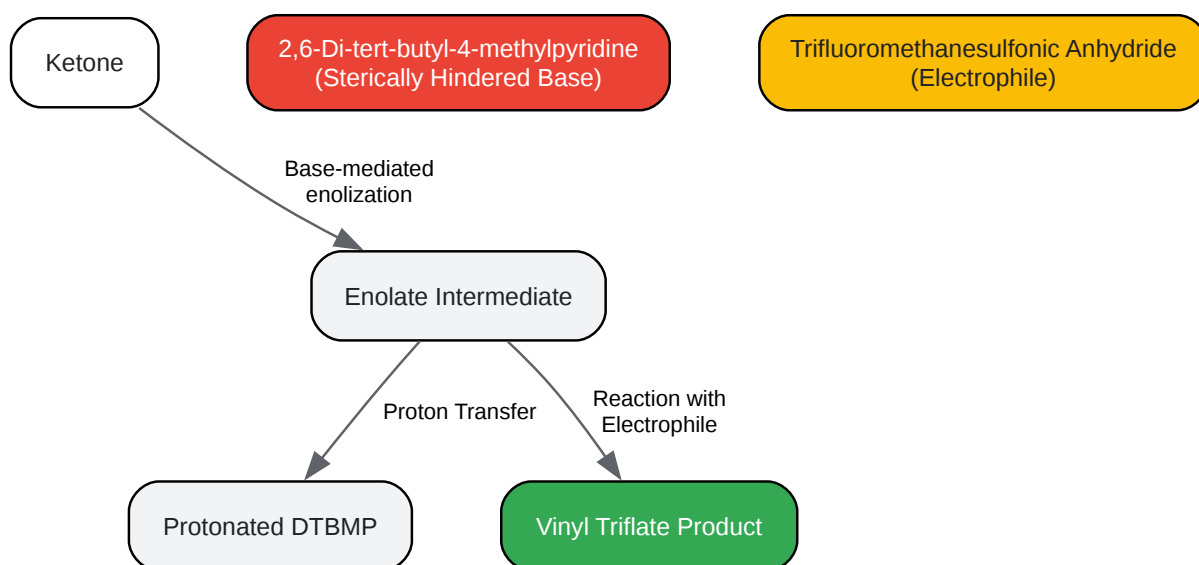 Ketone
2,6-Di-tert-butyl-4-methylpyridine
(Sterically Hindered Base)
Trifluoromethanesulfonic Anhydride
(Electrophile)
Base-mediated
enolization
Enolate Intermediate
Proton Transfer
Reaction with
Electrophile
Protonated DTBMP
Vinyl Triflate Product